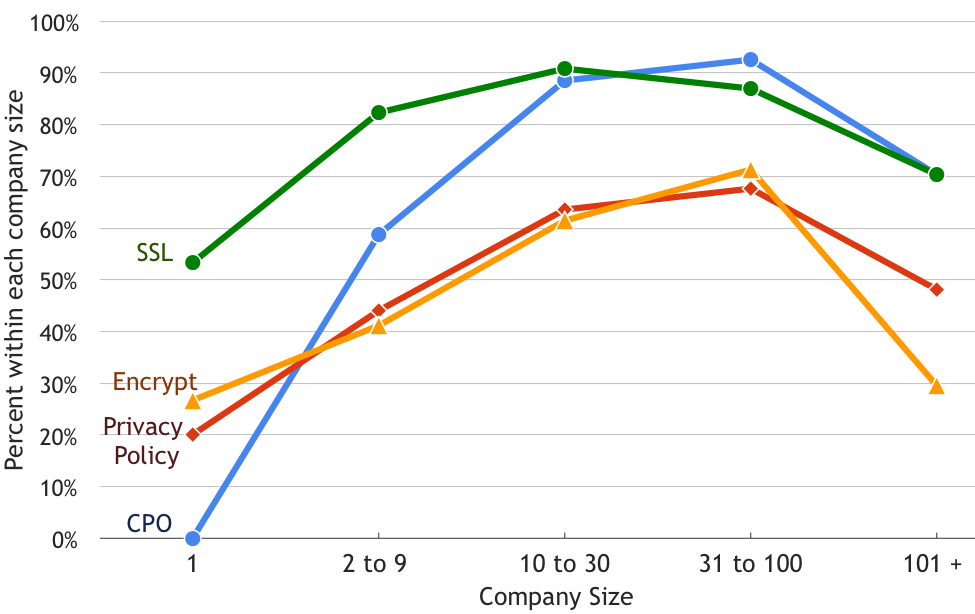 100%
90%
80%
70%
60%
50%
40%
30%
20%
10%
0%
Percent within each company size
SSL
Encrypt
Privacy
Policy
CPO
1
2 to 9
10 to 30
31 to 100
101 +
Company Size